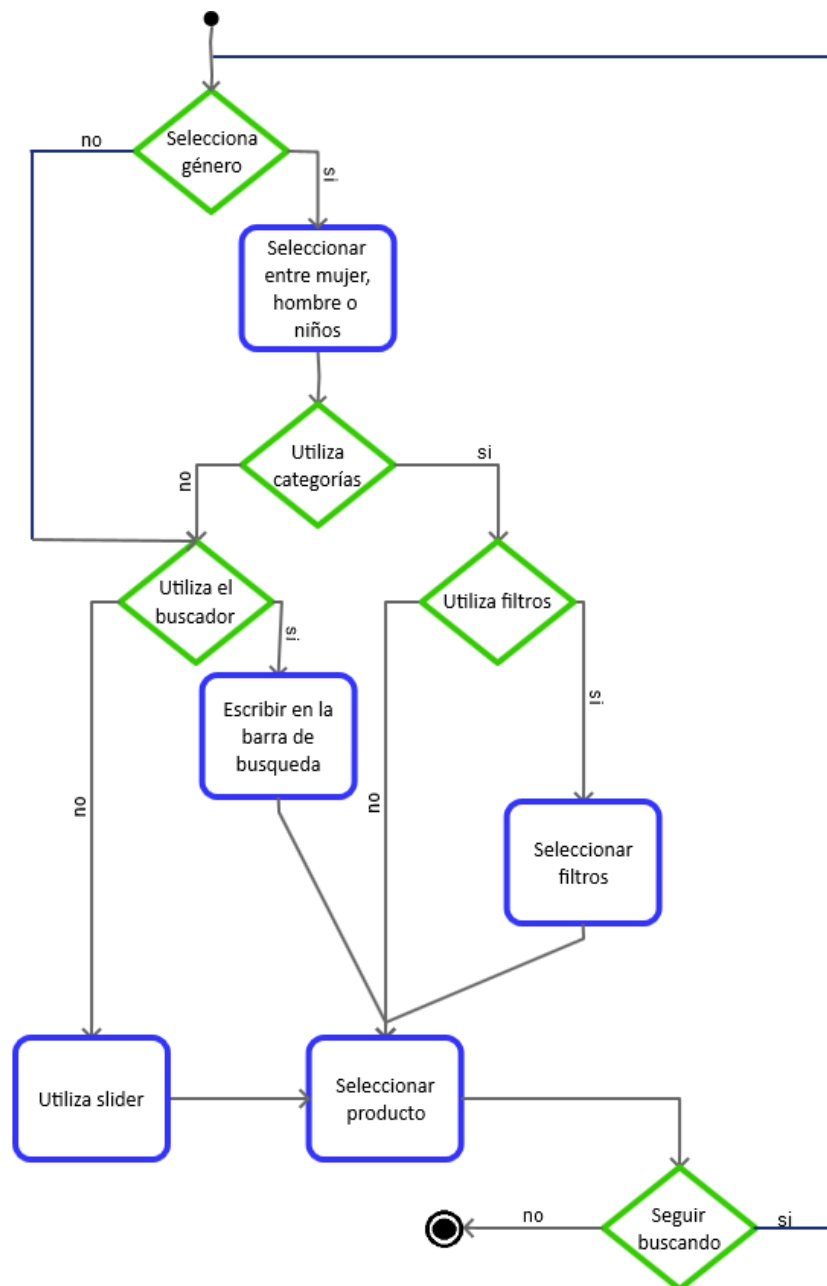 Selecciona
género
no
si
Seleccionar
entre mujer,
hombre o
niños
Utiliza
categorías
no
si
Utiliza el
buscador
Utiliza filtros
si
si
Escribir en la
barra de
busqueda
no
no
Seleccionar
filtros
Utiliza slider
Seleccionar
producto
Seguir
buscando
no
si